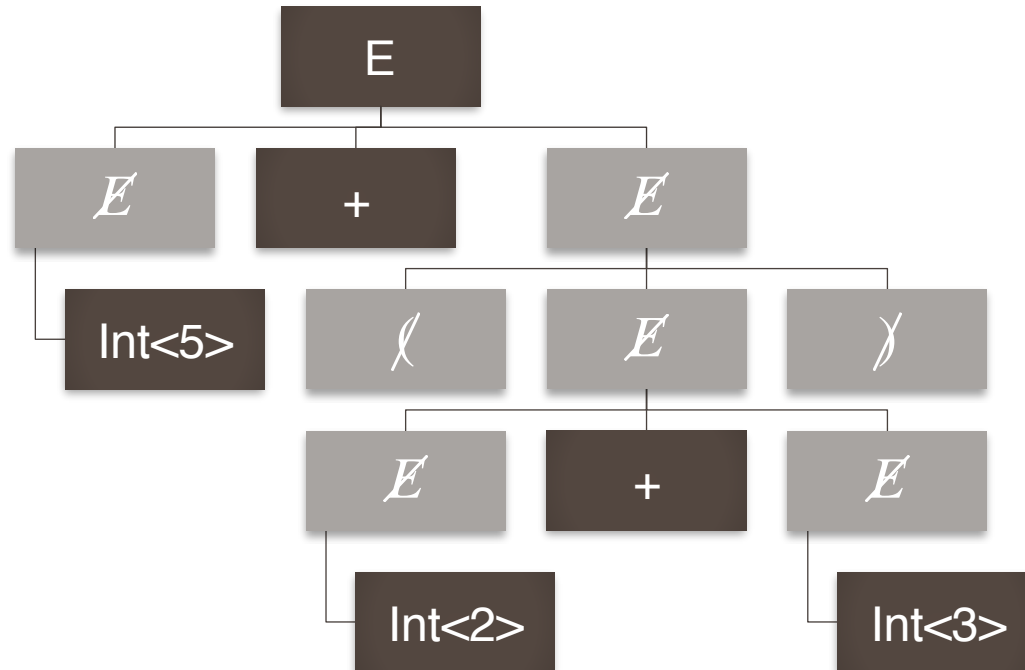 E
E̸ + E̸
Int<5> (̸ E̸ )̸
E̸ + E̸
Int<2> Int<3>